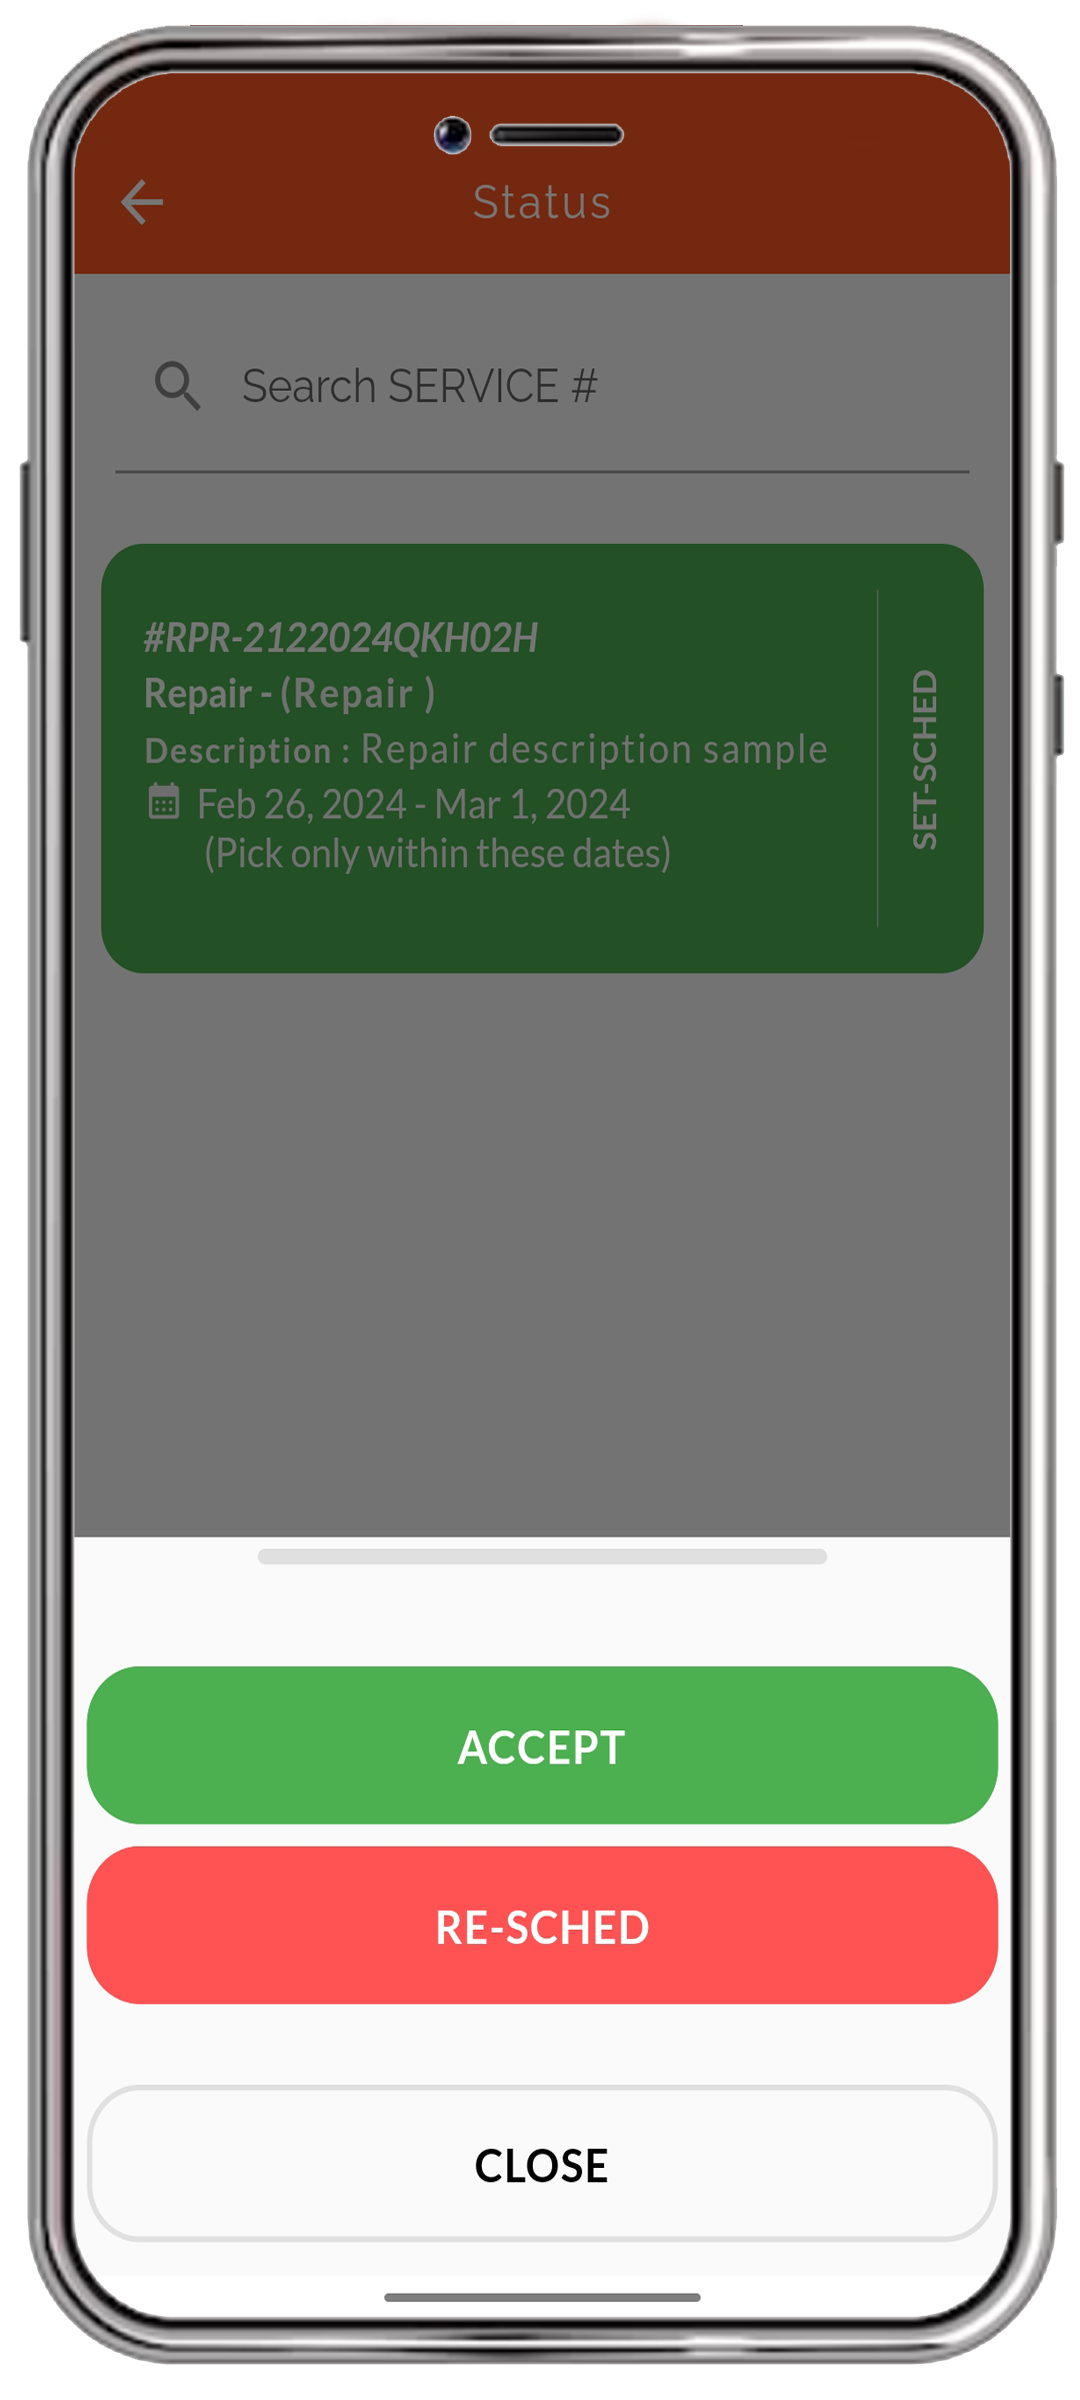 Status
Search SERVICE #
#RPR-2122024QKH02H
Repair - (Repair )
Description : Repair description sample
Feb 26, 2024 - Mar 1, 2024
(Pick only within these dates)
SET-SCHED
ACCEPT
RE-SCHED
CLOSE